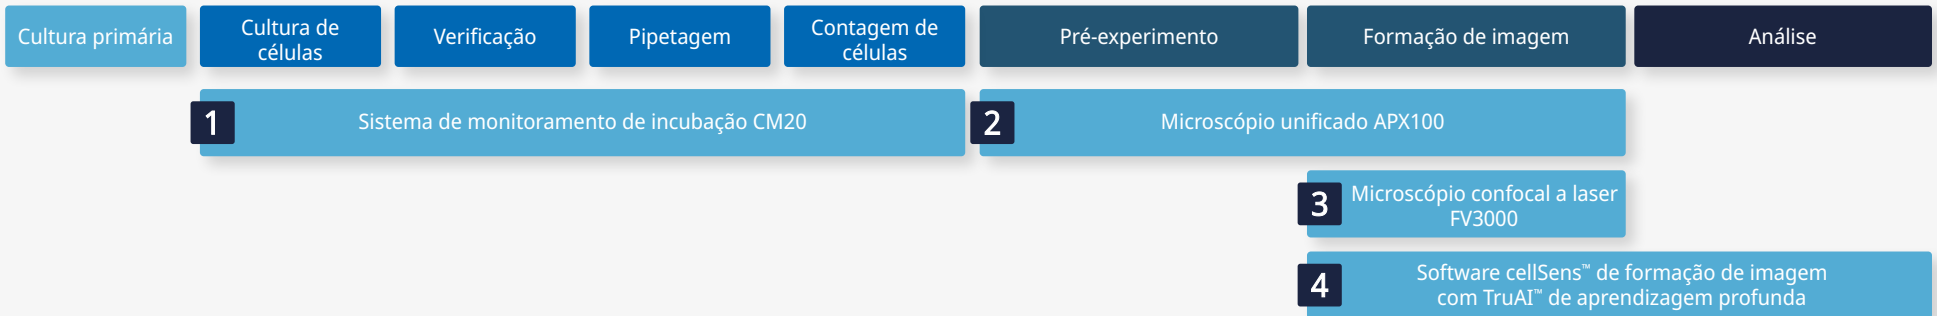 Cultura primária
Cultura de
células
Verificação
Pipetagem
Contagem de
células
Pré-experimento
Formação de imagem
Análise
1
Sistema de monitoramento de incubação CM20
2
Microscópio unificado APX100
3
Microscópio confocal a laser
FV3000
4
Software cellSens™ de formação de imagem
com TruAI™ de aprendizagem profunda